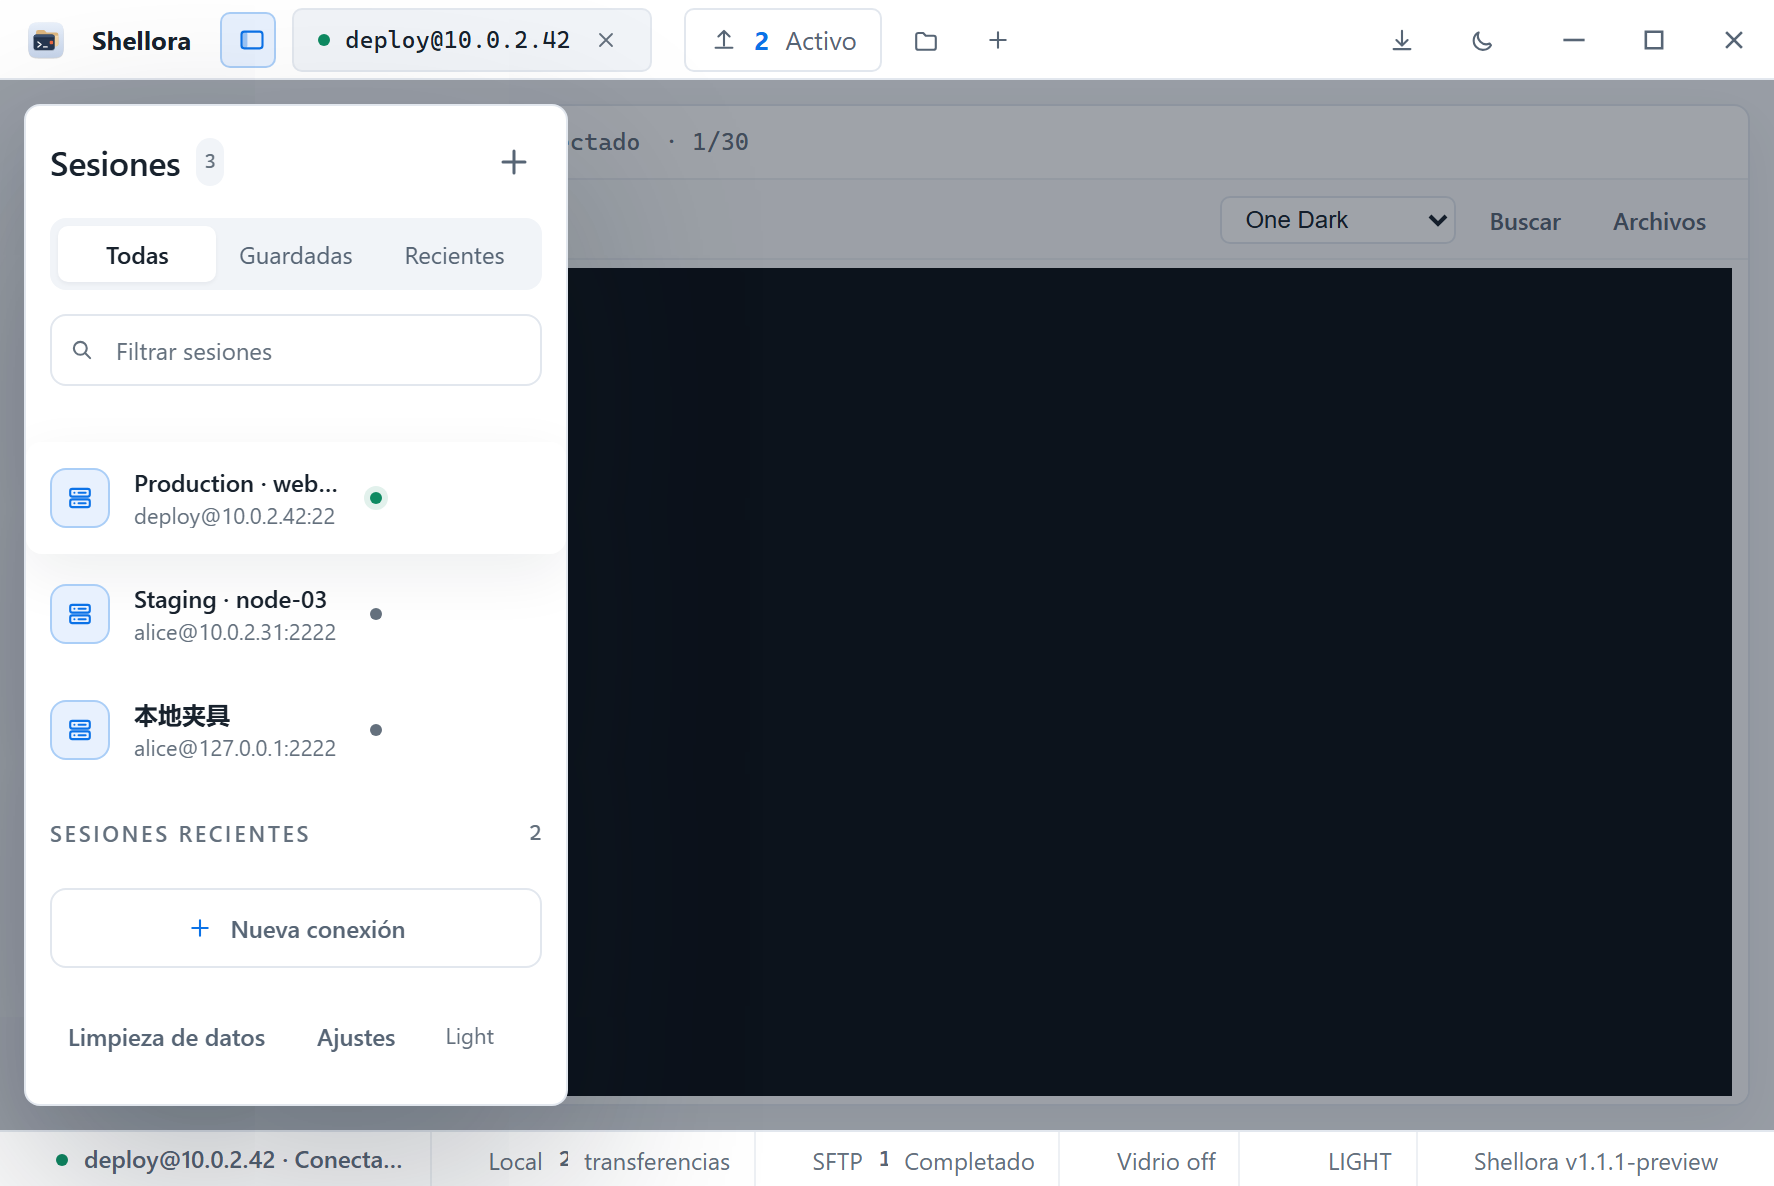 Shellora
deploy@10.0.2.42
2 Activo
Sesiones 3
ectado · 1/30
Todas
Guardadas
Recientes
One Dark
Buscar
Archivos
Filtrar sesiones
Production · web...
deploy@10.0.2.42:22
Staging · node-03
alice@10.0.2.31:2222
本地夹具
alice@127.0.0.1:2222
SESIONES RECIENTES 2
Nueva conexión
Limpieza de datos
Ajustes
Light
deploy@10.0.2.42 · Conecta...
Local 2 transferencias
SFTP 1 Completado
Vidrio off
LIGHT
Shellora v1.1.1-preview